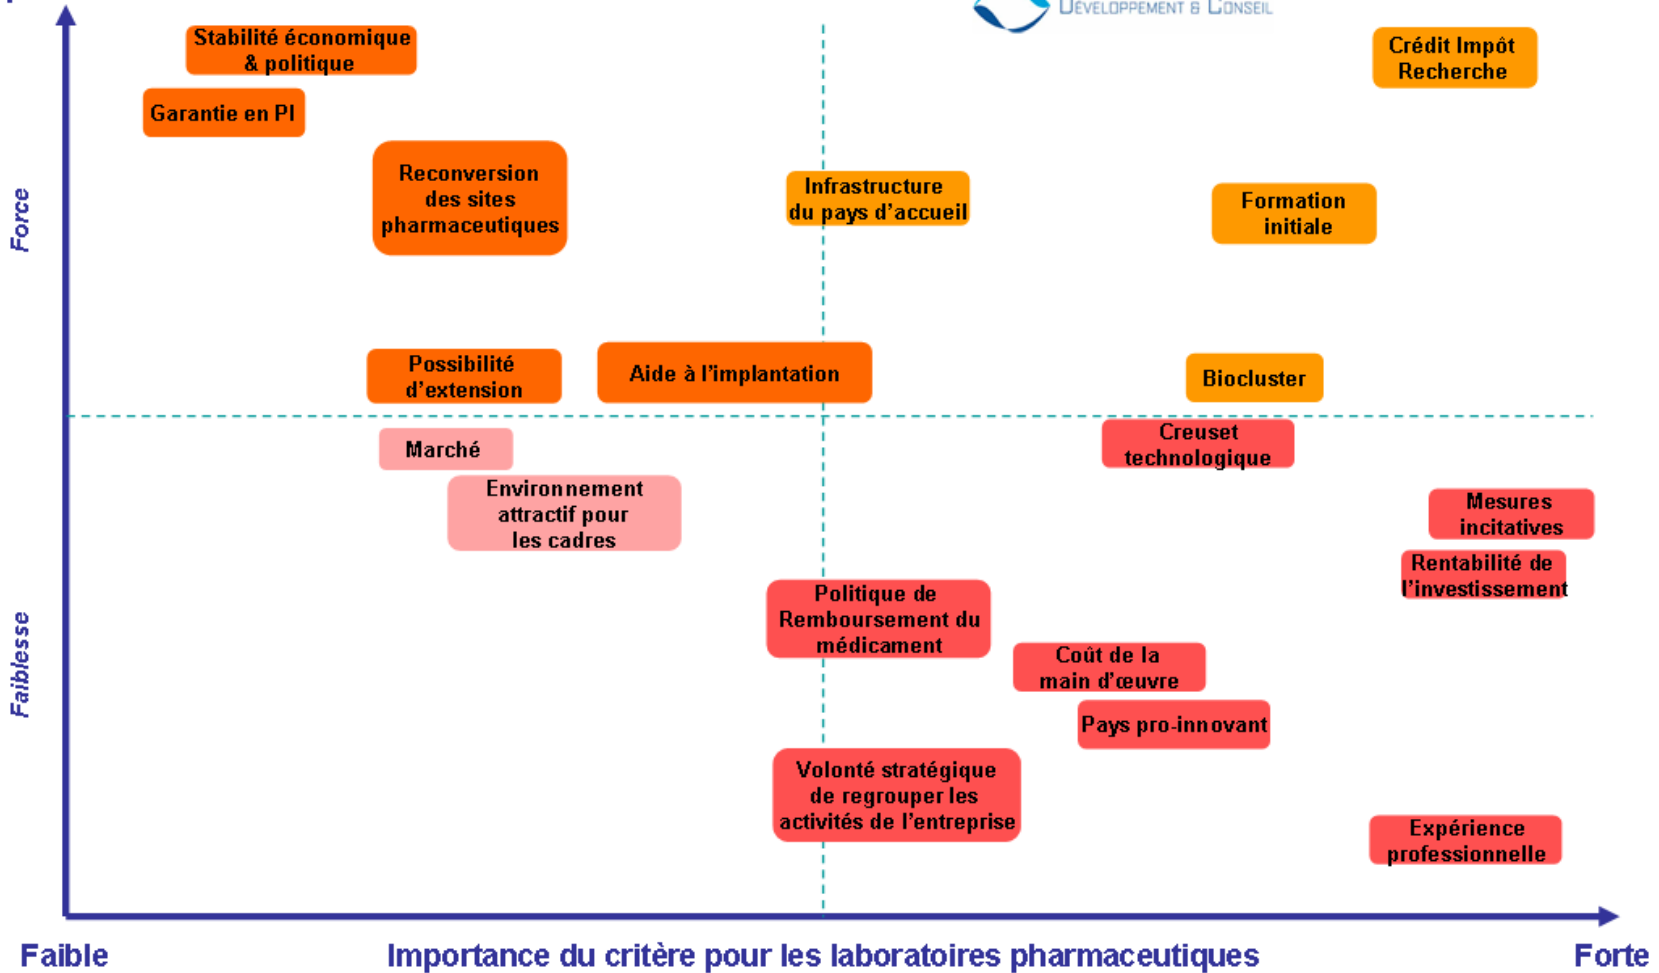 DÉVELOPPEMENT & CONSEIL
Stabilité économique
& politique
Crédit Impôt
Recherche
Garantie en PI
Reconversion
des sites
pharmaceutiques
Infrastructure
du pays d'accueil
Formation
initiale
Force
Possibilité
d'extension
Aide à l'implantation
Biocluster
Marché
Creuset
technologique
Environnement
attractif pour
les cadres
Mesures
incitatives
Rentabilité de
l'investissement
Politique de
Remboursement du
médicament
Coût de la
main d'œuvre
Faiblesse
Pays pro-innovant
Volonté stratégique
de regrouper les
activités de l'entreprise
Expérience
professionnelle
Faible
Importance du critère pour les laboratoires pharmaceutiques
Forte